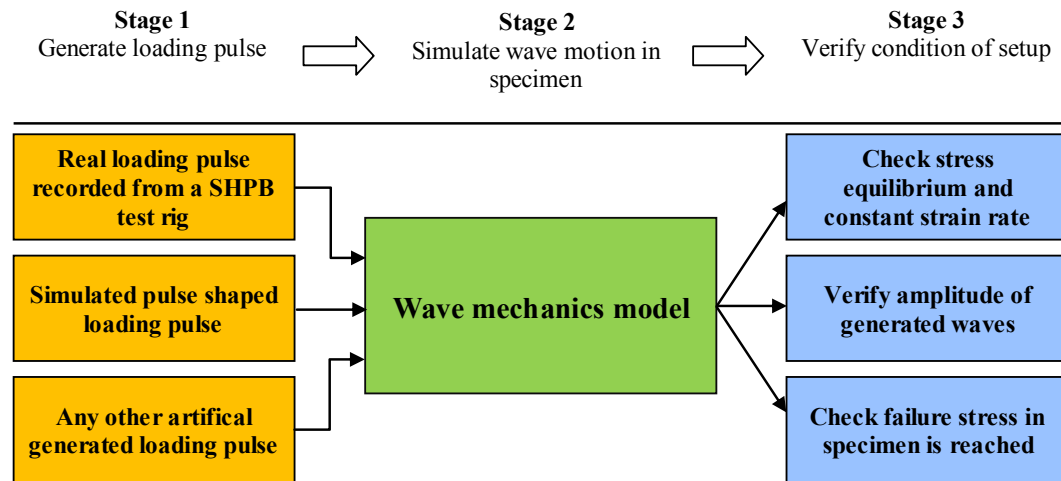 Stage 1
Generate loading pulse
Stage 2
Simulate wave motion in
specimen
Stage 3
Verify condition of setup
Real loading pulse
recorded from a SHPB
test rig
Simulated pulse shaped
loading pulse
Any other artifical
generated loading pulse
Wave mechanics model
Check stress
equilibrium and
constant strain rate
Verify amplitude of
generated waves
Check failure stress in
specimen is reached